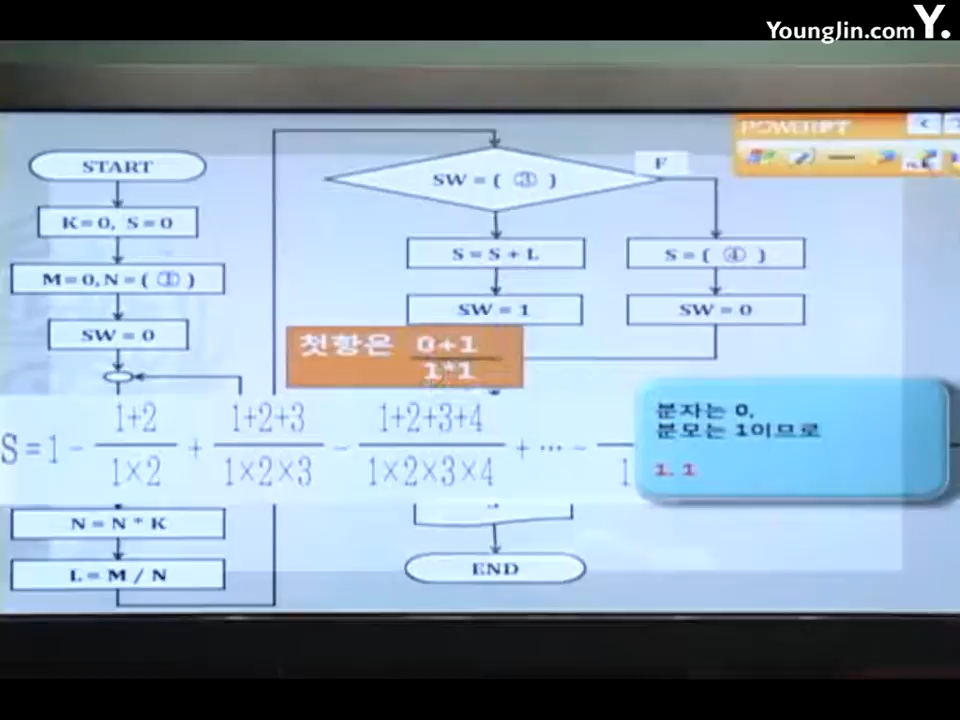 YoungJin.com Y.
START
K=0, S=0
M=0,N=( ① )
SW = 0
SW = ( ③ )
F
S = S + L
SW = 1
S = ( ④ )
SW = 0
첫항은 0+1
1*1
S = 1 - 1+2 / 1×2 + 1+2+3 / 1×2×3 - 1+2+3+4 / 1×2×3×4 + ··· -
분자는 0,
분모는 1이므로
1. 1
N = N * K
L = M / N
END